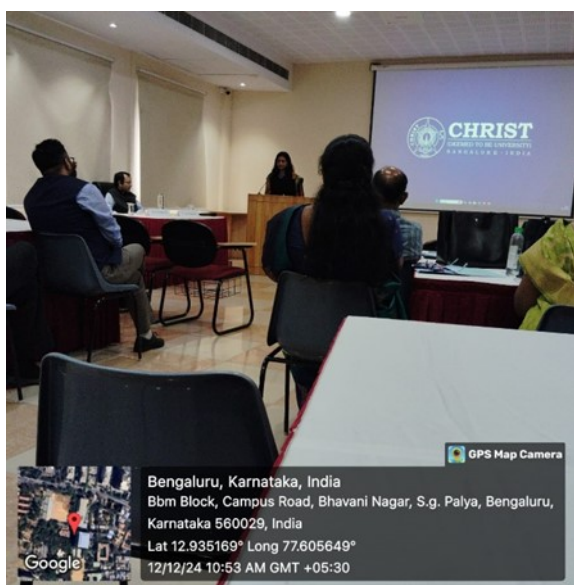 CHRIST
DEEMED TO BE UNIVERSITY
BANGALORE · INDIA
GPS Map Camera
Bengaluru, Karnataka, India
Bbm Block, Campus Road, Bhavani Nagar, S.g. Palya, Bengaluru,
Karnataka 560029, India
Lat 12.935169° Long 77.605649°
12/12/24 10:53 AM GMT +05:30
Google